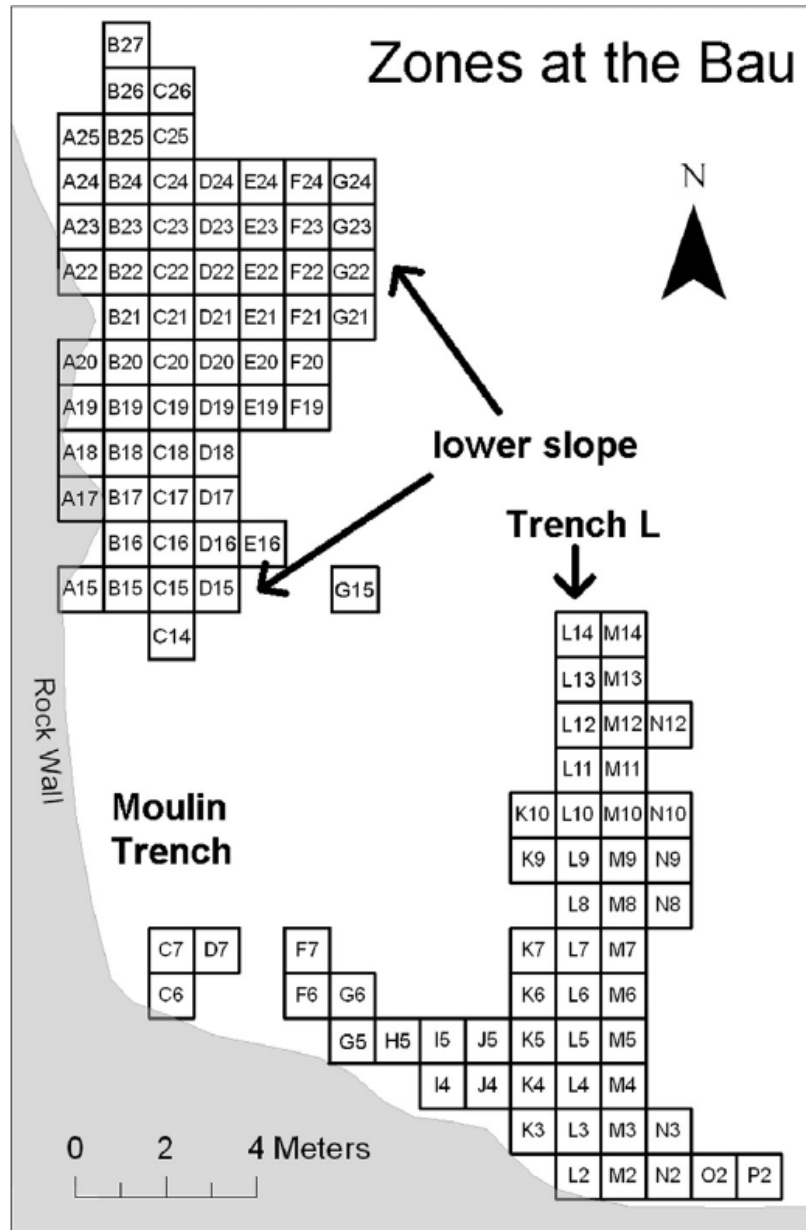 Zones at the Bau
N
B27
B26 C26
A25 B25 C25
A24 B24 C24 D24 E24 F24 G24
A23 B23 C23 D23 E23 F23 G23
A22 B22 C22 D22 E22 F22 G22
B21 C21 D21 E21 F21 G21
A20 B20 C20 D20 E20 F20
A19 B19 C19 D19 E19 F19
A18 B18 C18 D18
lower slope
A17 B17 C17 D17
Trench L
B16 C16 D16 E16
A15 B15 C15 D15 G15
C14 L14 M14
L13 M13
Rock Wall
L12 M12 N12
L11 M11
Moulin
Trench
K10 L10 M10 N10
K9 L9 M9 N9
L8 M8 N8
C7 D7 F7 K7 L7 M7
C6 F6 G6 K6 L6 M6
G5 H5 I5 J5 K5 L5 M5
I4 J4 K4 L4 M4
K3 L3 M3 N3
0 2 4 Meters
L2 M2 N2 O2 P2